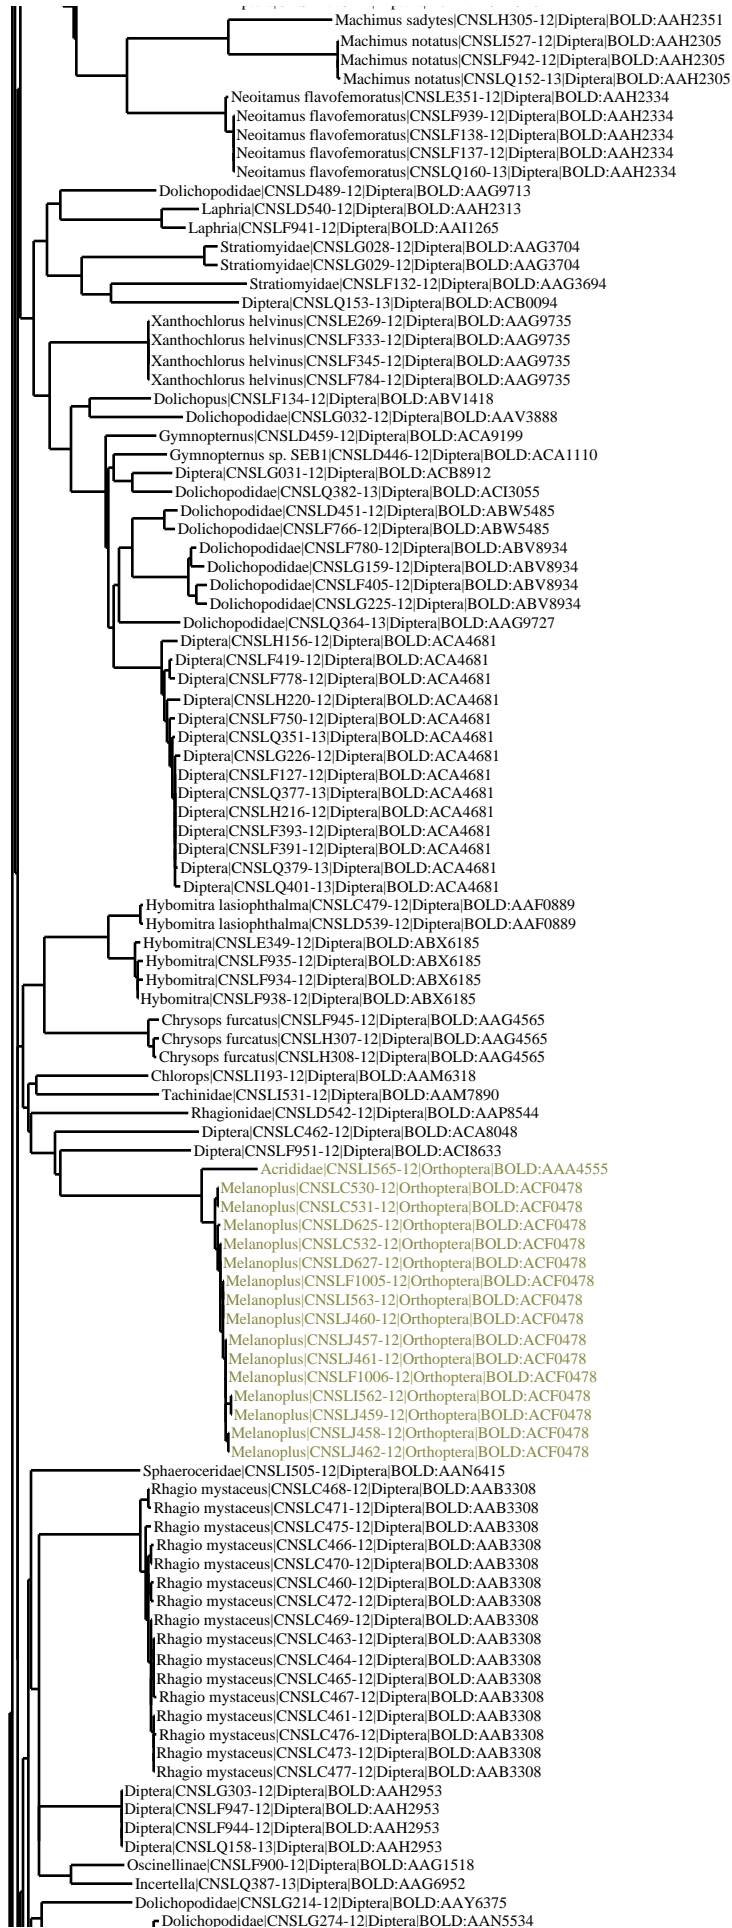 Machimus sadytes|CNSLH305-12|Diptera|BOLD:AAH2351
Machimus notatus|CNSLI527-12|Diptera|BOLD:AAH2305
Machimus notatus|CNSLF942-12|Diptera|BOLD:AAH2305
Machimus notatus|CNSLQ152-13|Diptera|BOLD:AAH2305
Neoitamus flavofemoratus|CNSLE351-12|Diptera|BOLD:AAH2334
Neoitamus flavofemoratus|CNSLF939-12|Diptera|BOLD:AAH2334
Neoitamus flavofemoratus|CNSLF138-12|Diptera|BOLD:AAH2334
Neoitamus flavofemoratus|CNSLF137-12|Diptera|BOLD:AAH2334
Neoitamus flavofemoratus|CNSLQ160-13|Diptera|BOLD:AAH2334
Dolichopodidae|CNSLD489-12|Diptera|BOLD:AAG9713
Laphria|CNSLD540-12|Diptera|BOLD:AAH2313
Laphria|CNSLF941-12|Diptera|BOLD:AAI1265
Stratiomyidae|CNSLG028-12|Diptera|BOLD:AAG3704
Stratiomyidae|CNSLG029-12|Diptera|BOLD:AAG3704
Stratiomyidae|CNSLF132-12|Diptera|BOLD:AAG3694
Diptera|CNSLQ153-13|Diptera|BOLD:ACB0094
Xanthochlorus helvinus|CNSLE269-12|Diptera|BOLD:AAG9735
Xanthochlorus helvinus|CNSLF333-12|Diptera|BOLD:AAG9735
Xanthochlorus helvinus|CNSLF345-12|Diptera|BOLD:AAG9735
Xanthochlorus helvinus|CNSLF784-12|Diptera|BOLD:AAG9735
Dolichopus|CNSLF134-12|Diptera|BOLD:ABV1418
Dolichopodidae|CNSLG032-12|Diptera|BOLD:AAV3888
Gymnopternus|CNSLD459-12|Diptera|BOLD:ACA9199
Gymnopternus sp. SEB1|CNSLD446-12|Diptera|BOLD:ACA1110
Diptera|CNSLG031-12|Diptera|BOLD:ACB8912
Dolichopodidae|CNSLQ382-13|Diptera|BOLD:ACI3055
Dolichopodidae|CNSLD451-12|Diptera|BOLD:ABW5485
Dolichopodidae|CNSLF766-12|Diptera|BOLD:ABW5485
Dolichopodidae|CNSLF780-12|Diptera|BOLD:ABV8934
Dolichopodidae|CNSLG159-12|Diptera|BOLD:ABV8934
Dolichopodidae|CNSLF405-12|Diptera|BOLD:ABV8934
Dolichopodidae|CNSLG225-12|Diptera|BOLD:ABV8934
Dolichopodidae|CNSLQ364-13|Diptera|BOLD:AAG9727
Diptera|CNSLH156-12|Diptera|BOLD:ACA4681
Diptera|CNSLF419-12|Diptera|BOLD:ACA4681
Diptera|CNSLF778-12|Diptera|BOLD:ACA4681
Diptera|CNSLH220-12|Diptera|BOLD:ACA4681
Diptera|CNSLF750-12|Diptera|BOLD:ACA4681
Diptera|CNSLQ351-13|Diptera|BOLD:ACA4681
Diptera|CNSLG226-12|Diptera|BOLD:ACA4681
Diptera|CNSLF127-12|Diptera|BOLD:ACA4681
Diptera|CNSLQ377-13|Diptera|BOLD:ACA4681
Diptera|CNSLH216-12|Diptera|BOLD:ACA4681
Diptera|CNSLF393-12|Diptera|BOLD:ACA4681
Diptera|CNSLF391-12|Diptera|BOLD:ACA4681
Diptera|CNSLQ379-13|Diptera|BOLD:ACA4681
Diptera|CNSLQ401-13|Diptera|BOLD:ACA4681
Hybomitra lasiophthalma|CNSLC479-12|Diptera|BOLD:AAF0889
Hybomitra lasiophthalma|CNSLD539-12|Diptera|BOLD:AAF0889
Hybomitra|CNSLE349-12|Diptera|BOLD:ABX6185
Hybomitra|CNSLF935-12|Diptera|BOLD:ABX6185
Hybomitra|CNSLF934-12|Diptera|BOLD:ABX6185
Hybomitra|CNSLF938-12|Diptera|BOLD:ABX6185
Chrysops furcatus|CNSLF945-12|Diptera|BOLD:AAG4565
Chrysops furcatus|CNSLH307-12|Diptera|BOLD:AAG4565
Chrysops furcatus|CNSLH308-12|Diptera|BOLD:AAG4565
Chlorops|CNSLI193-12|Diptera|BOLD:AAM6318
Tachinidae|CNSLI531-12|Diptera|BOLD:AAM7890
Rhagionidae|CNSLD542-12|Diptera|BOLD:AAP8544
Diptera|CNSLC462-12|Diptera|BOLD:ACA8048
Diptera|CNSLF951-12|Diptera|BOLD:ACI8633
Acrididae|CNSLI565-12|Orthoptera|BOLD:AAA4555
Melanoplus|CNSLC530-12|Orthoptera|BOLD:ACF0478
Melanoplus|CNSLC531-12|Orthoptera|BOLD:ACF0478
Melanoplus|CNSLD625-12|Orthoptera|BOLD:ACF0478
Melanoplus|CNSLC532-12|Orthoptera|BOLD:ACF0478
Melanoplus|CNSLD627-12|Orthoptera|BOLD:ACF0478
Melanoplus|CNSLF1005-12|Orthoptera|BOLD:ACF0478
Melanoplus|CNSLI563-12|Orthoptera|BOLD:ACF0478
Melanoplus|CNSLJ460-12|Orthoptera|BOLD:ACF0478
Melanoplus|CNSLJ457-12|Orthoptera|BOLD:ACF0478
Melanoplus|CNSLJ461-12|Orthoptera|BOLD:ACF0478
Melanoplus|CNSLF1006-12|Orthoptera|BOLD:ACF0478
Melanoplus|CNSLI562-12|Orthoptera|BOLD:ACF0478
Melanoplus|CNSLJ459-12|Orthoptera|BOLD:ACF0478
Melanoplus|CNSLJ458-12|Orthoptera|BOLD:ACF0478
Melanoplus|CNSLJ462-12|Orthoptera|BOLD:ACF0478
Sphaeroceridae|CNSLI505-12|Diptera|BOLD:AAN6415
Rhagio mystaceus|CNSLC468-12|Diptera|BOLD:AAB3308
Rhagio mystaceus|CNSLC471-12|Diptera|BOLD:AAB3308
Rhagio mystaceus|CNSLC475-12|Diptera|BOLD:AAB3308
Rhagio mystaceus|CNSLC466-12|Diptera|BOLD:AAB3308
Rhagio mystaceus|CNSLC470-12|Diptera|BOLD:AAB3308
Rhagio mystaceus|CNSLC460-12|Diptera|BOLD:AAB3308
Rhagio mystaceus|CNSLC472-12|Diptera|BOLD:AAB3308
Rhagio mystaceus|CNSLC469-12|Diptera|BOLD:AAB3308
Rhagio mystaceus|CNSLC463-12|Diptera|BOLD:AAB3308
Rhagio mystaceus|CNSLC464-12|Diptera|BOLD:AAB3308
Rhagio mystaceus|CNSLC465-12|Diptera|BOLD:AAB3308
Rhagio mystaceus|CNSLC467-12|Diptera|BOLD:AAB3308
Rhagio mystaceus|CNSLC461-12|Diptera|BOLD:AAB3308
Rhagio mystaceus|CNSLC476-12|Diptera|BOLD:AAB3308
Rhagio mystaceus|CNSLC473-12|Diptera|BOLD:AAB3308
Rhagio mystaceus|CNSLC477-12|Diptera|BOLD:AAB3308
Diptera|CNSLG303-12|Diptera|BOLD:AAH2953
Diptera|CNSLF947-12|Diptera|BOLD:AAH2953
Diptera|CNSLF944-12|Diptera|BOLD:AAH2953
Diptera|CNSLQ158-13|Diptera|BOLD:AAH2953
Oscinellinae|CNSLF900-12|Diptera|BOLD:AAG1518
Incertella|CNSLQ387-13|Diptera|BOLD:AAG6952
Dolichopodidae|CNSLG214-12|Diptera|BOLD:AAY6375
Dolichopodidae|CNSLG274-12|Diptera|BOLD:AAN5534